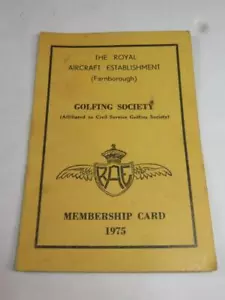 THE ROYAL
AIRCRAFT ESTABLISHMENT
(Farnborough)
GOLFING SOCIETY
(Affiliated to Civil Service Golfing Society)
RAE
MEMBERSHIP CARD
1975